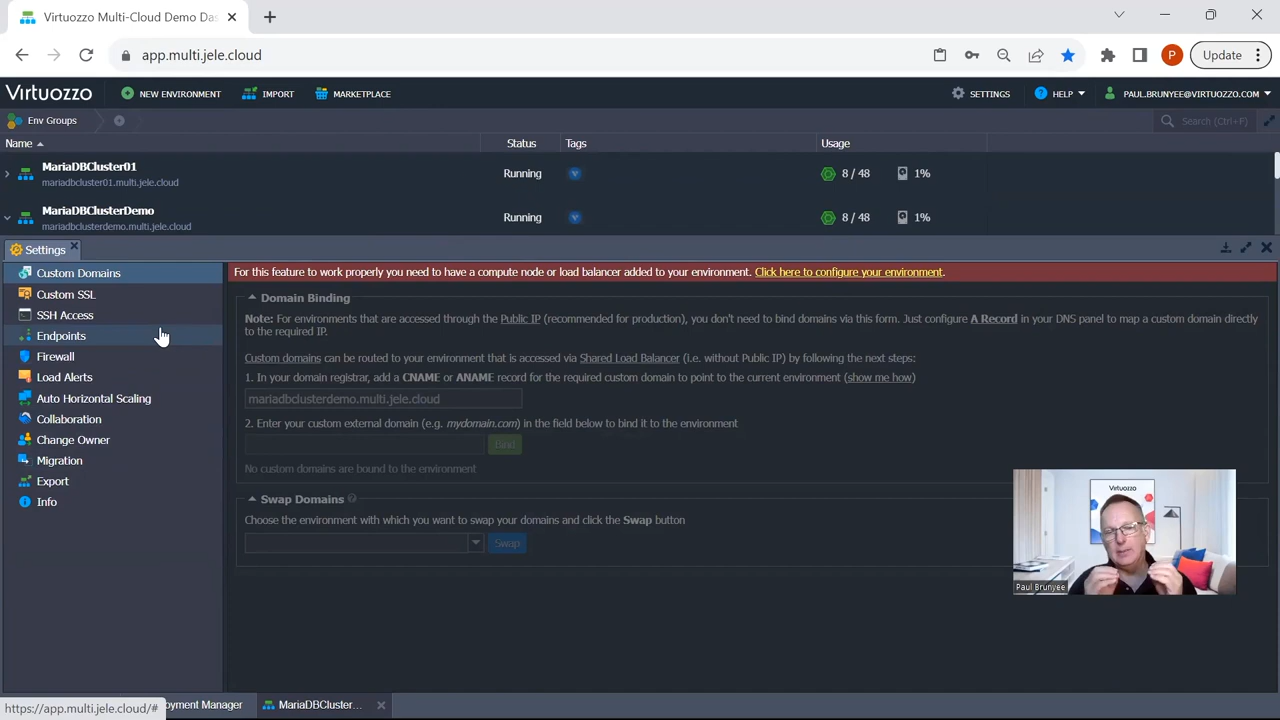 Virtuozzo Multi-Cloud Demo Das
app.multi.jele.cloud
P
Update
Virtuozzo
NEW ENVIRONMENT
IMPORT
MARKETPLACE
SETTINGS
HELP
PAUL.BRUNYEE@VIRTUOZZO.COM
Env Groups
Search (Ctrl+F)
Name
Status
Tags
Usage
MariaDBCluster01
mariadbcluster01.multi.jele.cloud
Running
8 / 48
1%
MariaDBClusterDemo
mariadbclusterdemo.multi.jele.cloud
Running
8 / 48
1%
Settings
Custom Domains
Custom SSL
SSH Access
Endpoints
Firewall
Load Alerts
Auto Horizontal Scaling
Collaboration
Change Owner
Migration
Export
Info
For this feature to work properly you need to have a compute node or load balancer added to your environment. Click here to configure your environment.
Domain Binding
Note: For environments that are accessed through the Public IP (recommended for production), you don't need to bind domains via this form. Just configure A Record in your DNS panel to map a custom domain directly
to the required IP.
Custom domains can be routed to your environment that is accessed via Shared Load Balancer (i.e. without Public IP) by following the next steps:
1. In your domain registrar, add a CNAME or ANAME record for the required custom domain to point to the current environment (show me how)
mariadbclusterdemo.multi.jele.cloud
2. Enter your custom external domain (e.g. mydomain.com) in the field below to bind it to the environment
Bind
No custom domains are bound to the environment
Swap Domains
Choose the environment with which you want to swap your domains and click the Swap button
Swap
Virtuozzo
Paul Brunyee
https://app.multi.jele.cloud/#
oyment Manager
MariaDBCluster...